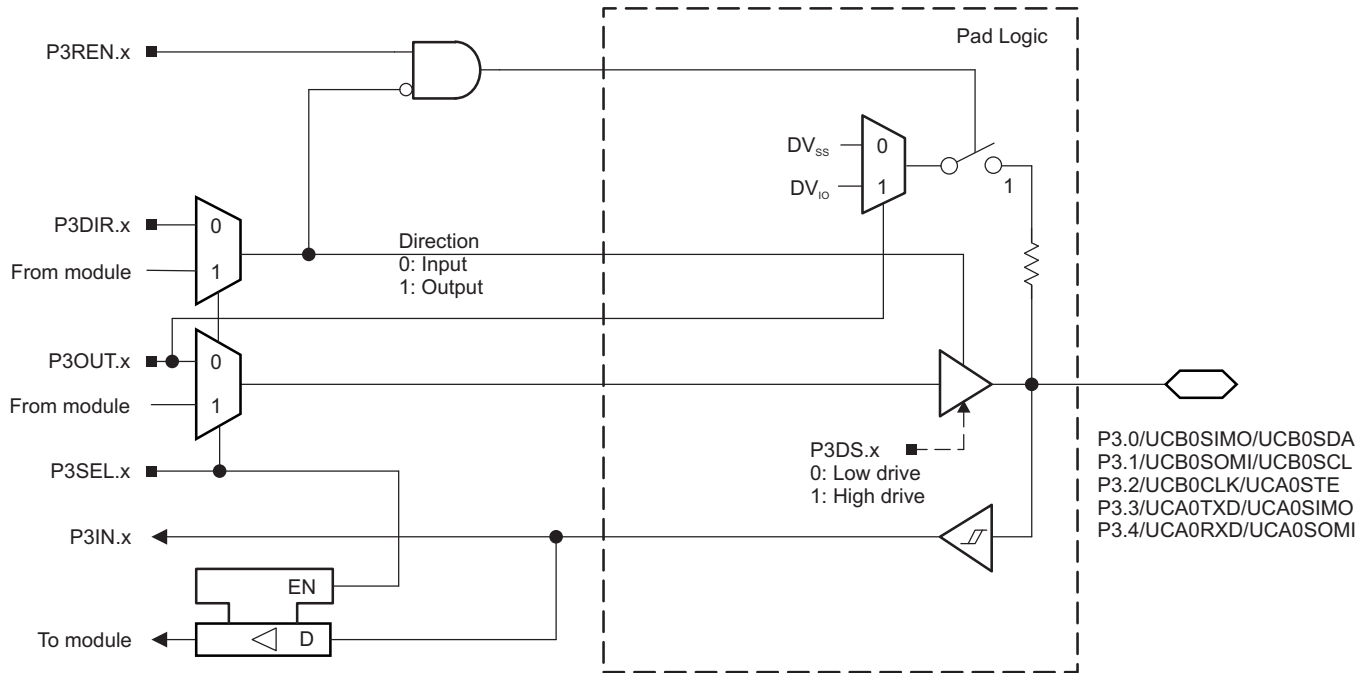 P3REN.x
Pad Logic
DVSS
0
DVIO
1
1
P3DIR.x
0
From module
1
Direction
0: Input
1: Output
P3OUT.x
0
From module
1
P3SEL.x
P3DS.x
0: Low drive
1: High drive
P3.0/UCB0SIMO/UCB0SDA
P3.1/UCB0SOMI/UCB0SCL
P3.2/UCB0CLK/UCA0STE
P3.3/UCA0TXD/UCA0SIMO
P3.4/UCA0RXD/UCA0SOMI
P3IN.x
EN
To module
D